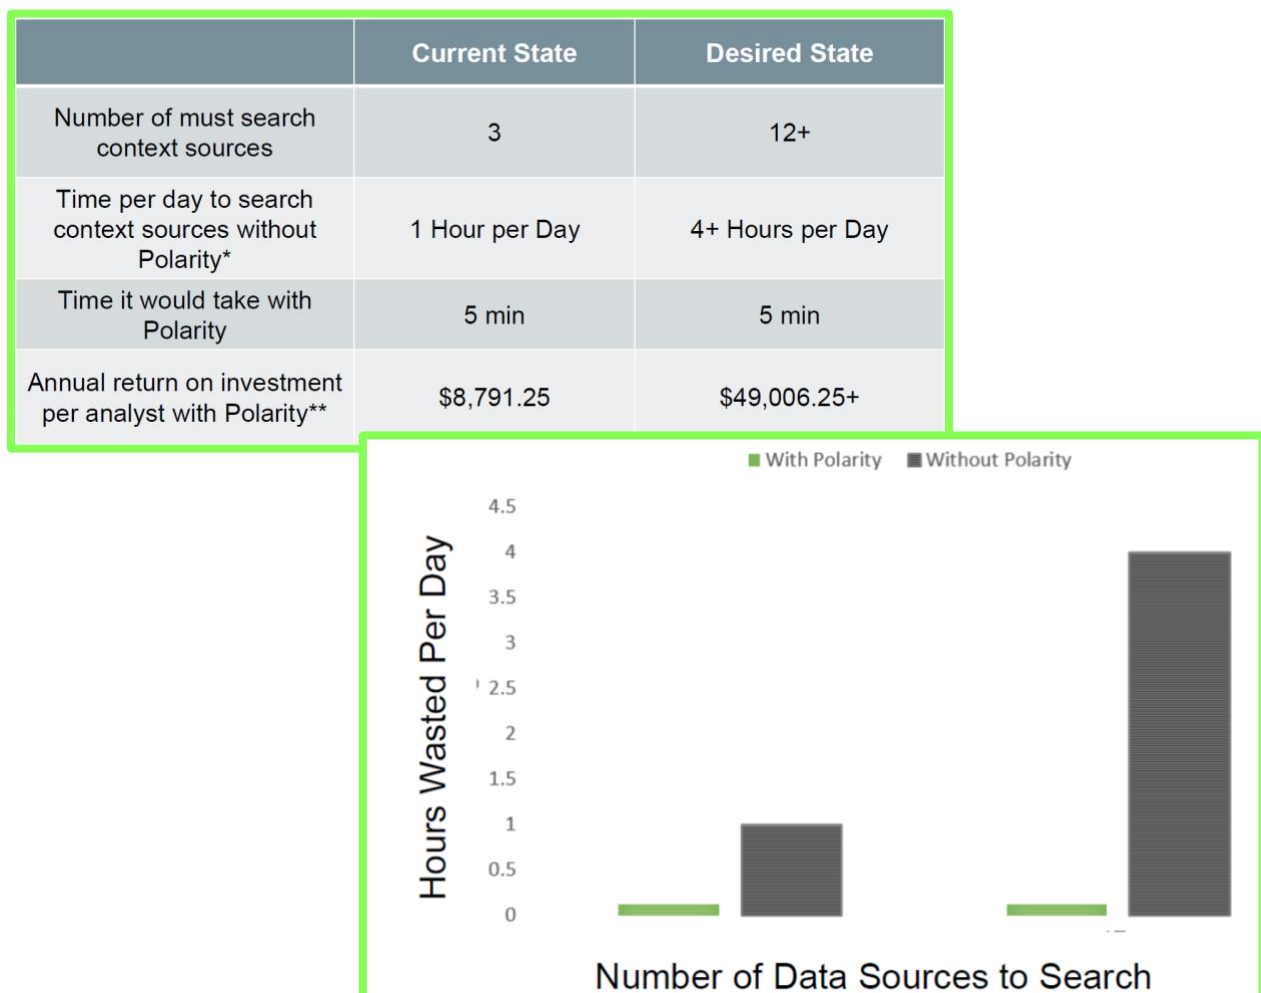 Current State
Desired State
Number of must search
context sources
3
12+
Time per day to search
context sources without
Polarity*
1 Hour per Day
4+ Hours per Day
Time it would take with
Polarity
5 min
5 min
Annual return on investment
per analyst with Polarity**
$8,791.25
$49,006.25+
With Polarity
Without Polarity
Hours Wasted Per Day
4.5
4
3.5
3
2.5
2
1.5
1
0.5
0
Number of Data Sources to Search